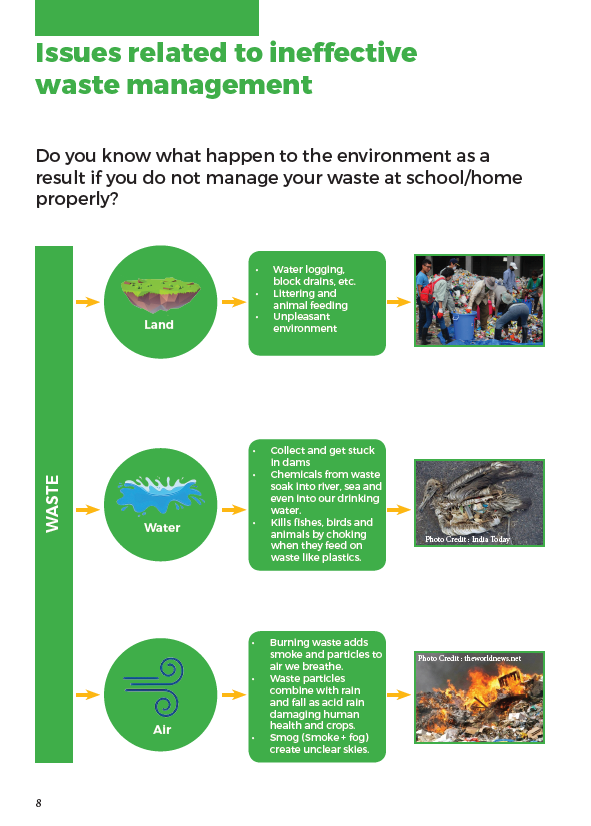 Issues related to ineffective
waste management
Do you know what happen to the environment as a
result if you do not manage your waste at school/home
properly?
WASTE
Land
• Water logging,
block drains, etc.
• Littering and
animal feeding
• Unpleasant
environment
Water
• Collect and get stuck
in dams
• Chemicals from waste
soak into river, sea and
even into our drinking
water.
• Kills fishes, birds and
animals by choking
when they feed on
waste like plastics.
Photo Credit : India Today
Air
• Burning waste adds
smoke and particles to
air we breathe.
• Waste particles
combine with rain
and fall as acid rain
damaging human
health and crops.
• Smog (Smoke + fog)
create unclear skies.
Photo Credit : theworldnews.net
8